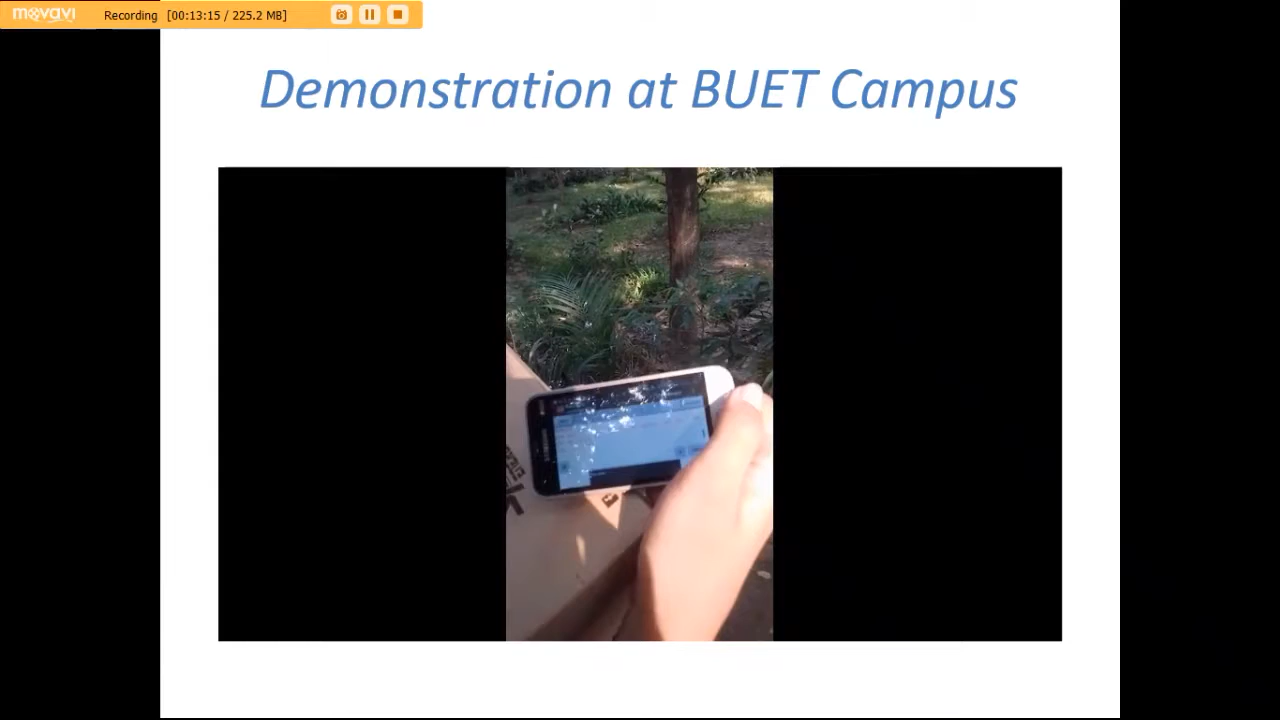 movavi Recording [00:13:15 / 225.2 MB]
Demonstration at BUET Campus